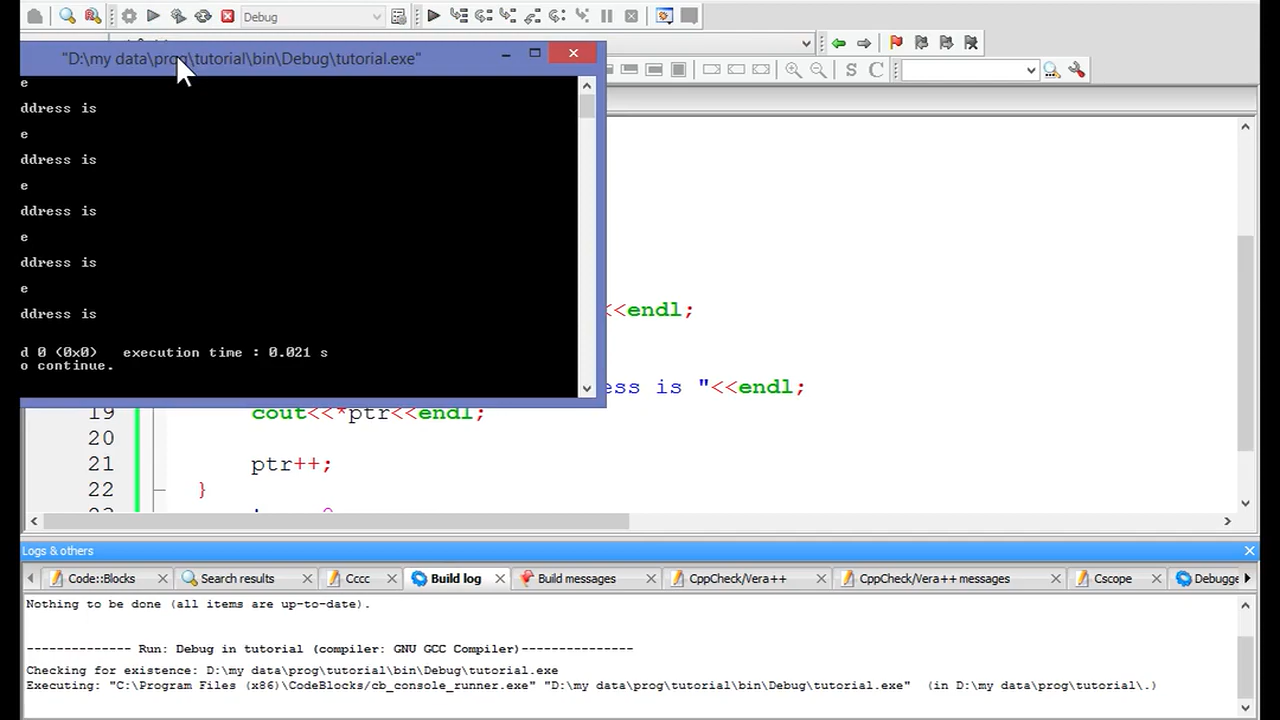 Debug
"D:\my data\prog\tutorial\bin\Debug\tutorial.exe"
S C
e
ddress is
e
ddress is
e
ddress is
e
ddress is
e
ddress is
d 0 (0x0)   execution time : 0.021 s
o continue.
<<endl;
ess is "<<endl;
19 cout<<*ptr<<endl;
20
21 ptr++;
22 }
Logs & others
Code::Blocks Search results Cccc Build log Build messages CppCheck/Vera++ CppCheck/Vera++ messages Cscope Debugge
Nothing to be done (all items are up-to-date).
-------------- Run: Debug in tutorial (compiler: GNU GCC Compiler)---------------
Checking for existence: D:\my data\prog\tutorial\bin\Debug\tutorial.exe
Executing: "C:\Program Files (x86)\CodeBlocks/cb_console_runner.exe" "D:\my data\prog\tutorial\bin\Debug\tutorial.exe"  (in D:\my data\prog\tutorial\.)